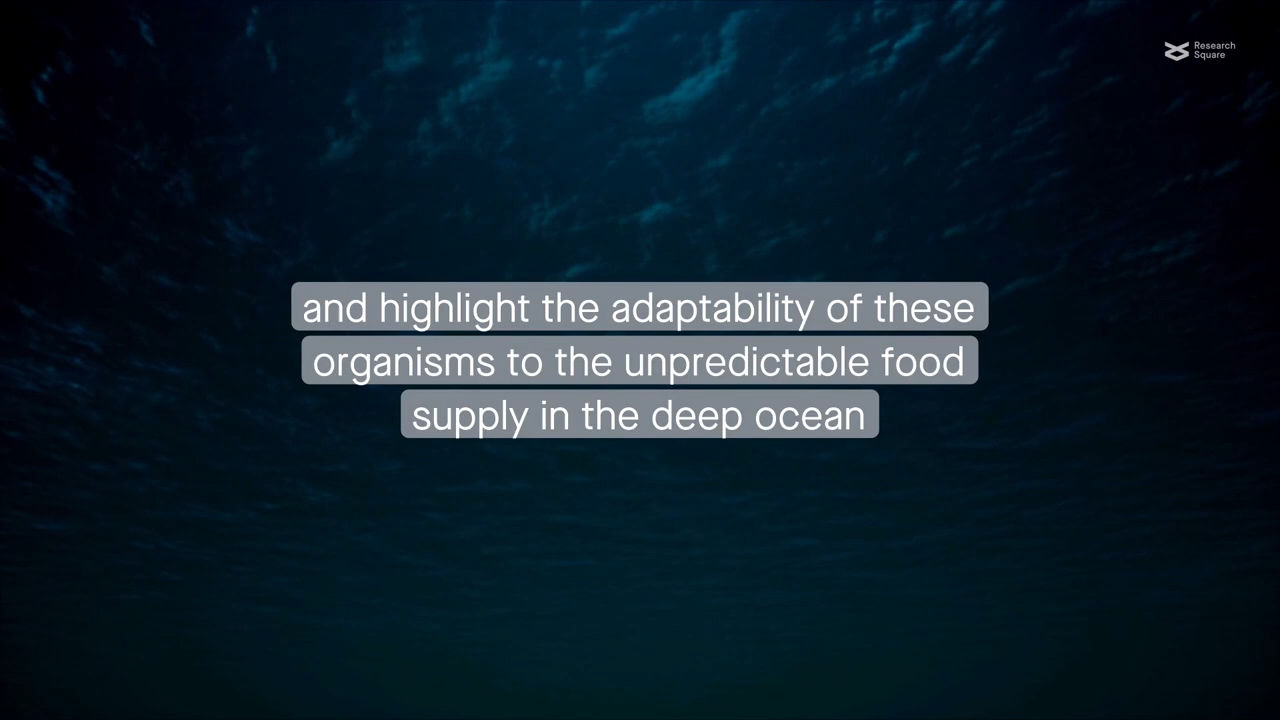 Research
Square
and highlight the adaptability of these
organisms to the unpredictable food
supply in the deep ocean